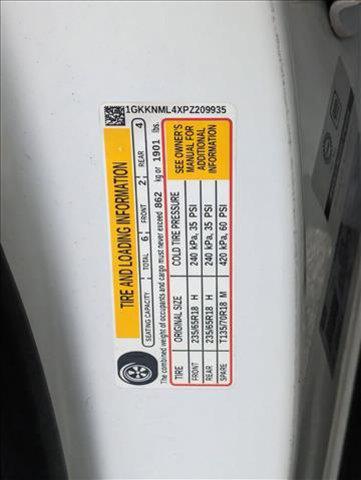 1GKKNML4XPZ209935
TIRE AND LOADING INFORMATION
SEATING CAPACITY TOTAL 6 FRONT 2 REAR 4
The combined weight of occupants and cargo must never exceed 862 kg or 1901 lbs.
TIRE ORIGINAL SIZE COLD TIRE PRESSURE
FRONT 235/65R18 H 240 kPa, 35 PSI
REAR 235/65R18 H 240 kPa, 35 PSI
SPARE T135/70R18 M 420 kPa, 60 PSI
SEE OWNER'S
MANUAL FOR
ADDITIONAL
INFORMATION